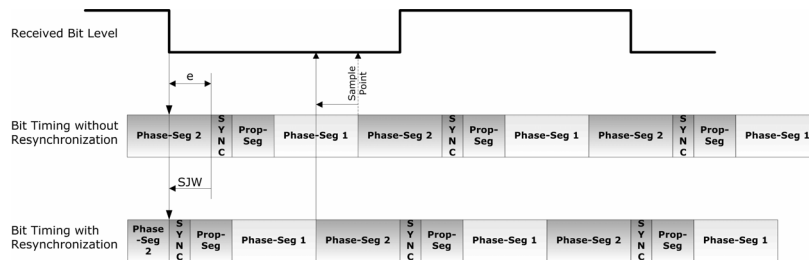 Received Bit Level
e
Sample
Point
Bit Timing without
Resynchronization
Phase-Seg 2
S
Y
N
C
Prop-
Seg
Phase-Seg 1
Phase-Seg 2
S
Y
N
C
Prop-
Seg
Phase-Seg 1
Phase-Seg 2
S
Y
N
C
Prop-
Seg
Phase-Seg 1
SJW
Bit Timing with
Resynchronization
Phase
-Seg
2
S
Y
N
C
Prop-
Seg
Phase-Seg 1
Phase-Seg 2
S
Y
N
C
Prop-
Seg
Phase-Seg 1
Phase-Seg 2
S
Y
N
C
Prop-
Seg
Phase-Seg 1